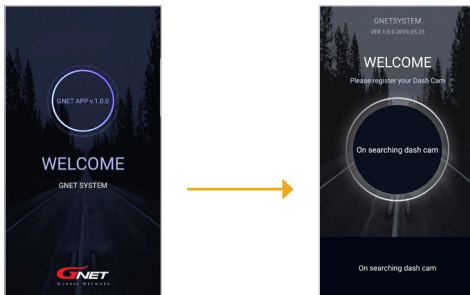 GNET APP v.1.0.0
WELCOME
GNET SYSTEM
GNET
GLOBAL NETWORK
GNETSYSTEM
VER 1.0.0 2019.05.23
WELCOME
Please register your Dash Cam
On searching dash cam
On searching dash cam